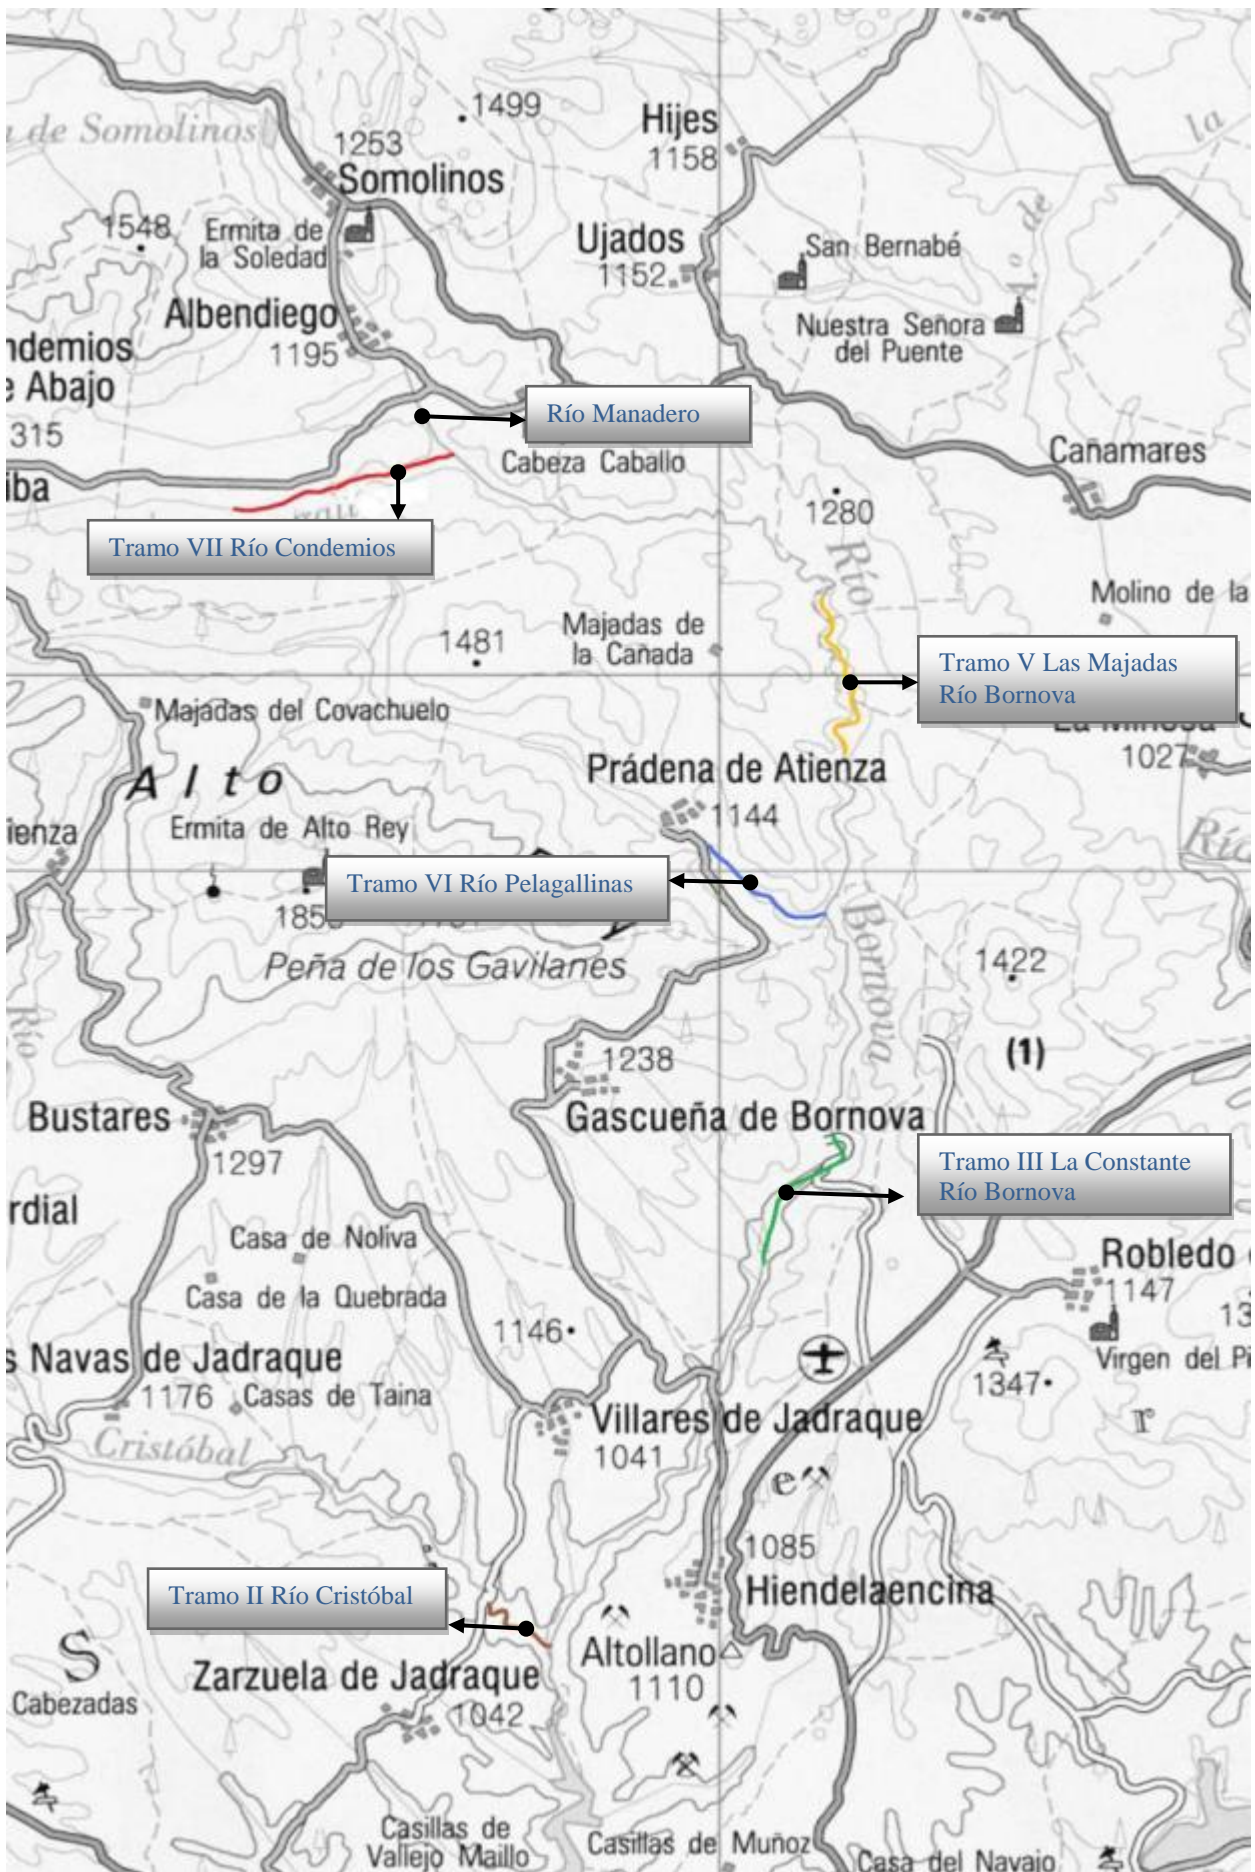 1499
Hijes
1158
de Somolinos
1253
Somolinos
la
1548
Ermita de
la Soledad
Ujados
1152
San Bernabé
Aº de
Albendiego
1195
Nuestra Señora
del Puente
ndemios
e Abajo
315
Río Manadero
Cabeza Caballo
Cañamares
iba
1280
Tramo VII Río Condemios
Río
Molino de la
Majadas de
la Cañada
1481
Tramo V Las Majadas
Río Bornova
Majadas del Covachuelo
1027
Prádena de Atienza
1144
Alto
ienza
Ermita de Alto Rey
Río
Tramo VI Río Pelagallinas
185
Bornova
Peña de los Gavilanes
1422
Río
(1)
1238
Bustares
Gascueña de Bornova
1297
Tramo III La Constante
Río Bornova
rdial
Casa de Noliva
Robledo
1147
Casa de la Quebrada
13
1146
Virgen del Pi
s Navas de Jadraque
1176
Casas de Taina
1347
Villares de Jadraque
1041
r
Cristóbal
e
1085
Hiendelaencina
Tramo II Río Cristóbal
S
Cabezadas
Altollano
1110
Zarzuela de Jadraque
1042
Casillas de
Vallejo Maillo
Casillas de Muñoz
Casa del Navajo